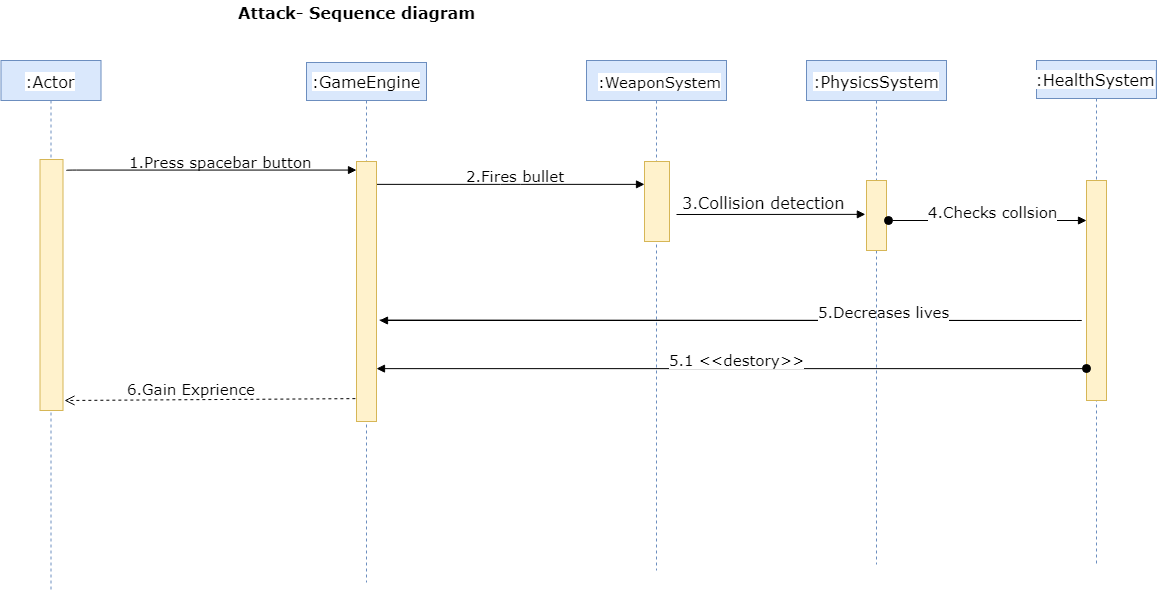 Attack- Sequence diagram
:Actor
:GameEngine
:WeaponSystem
:PhysicsSystem
:HealthSystem
1.Press spacebar button
2.Fires bullet
3.Collision detection
4.Checks collsion
5.Decreases lives
5.1 <<destory>>
6.Gain Exprience